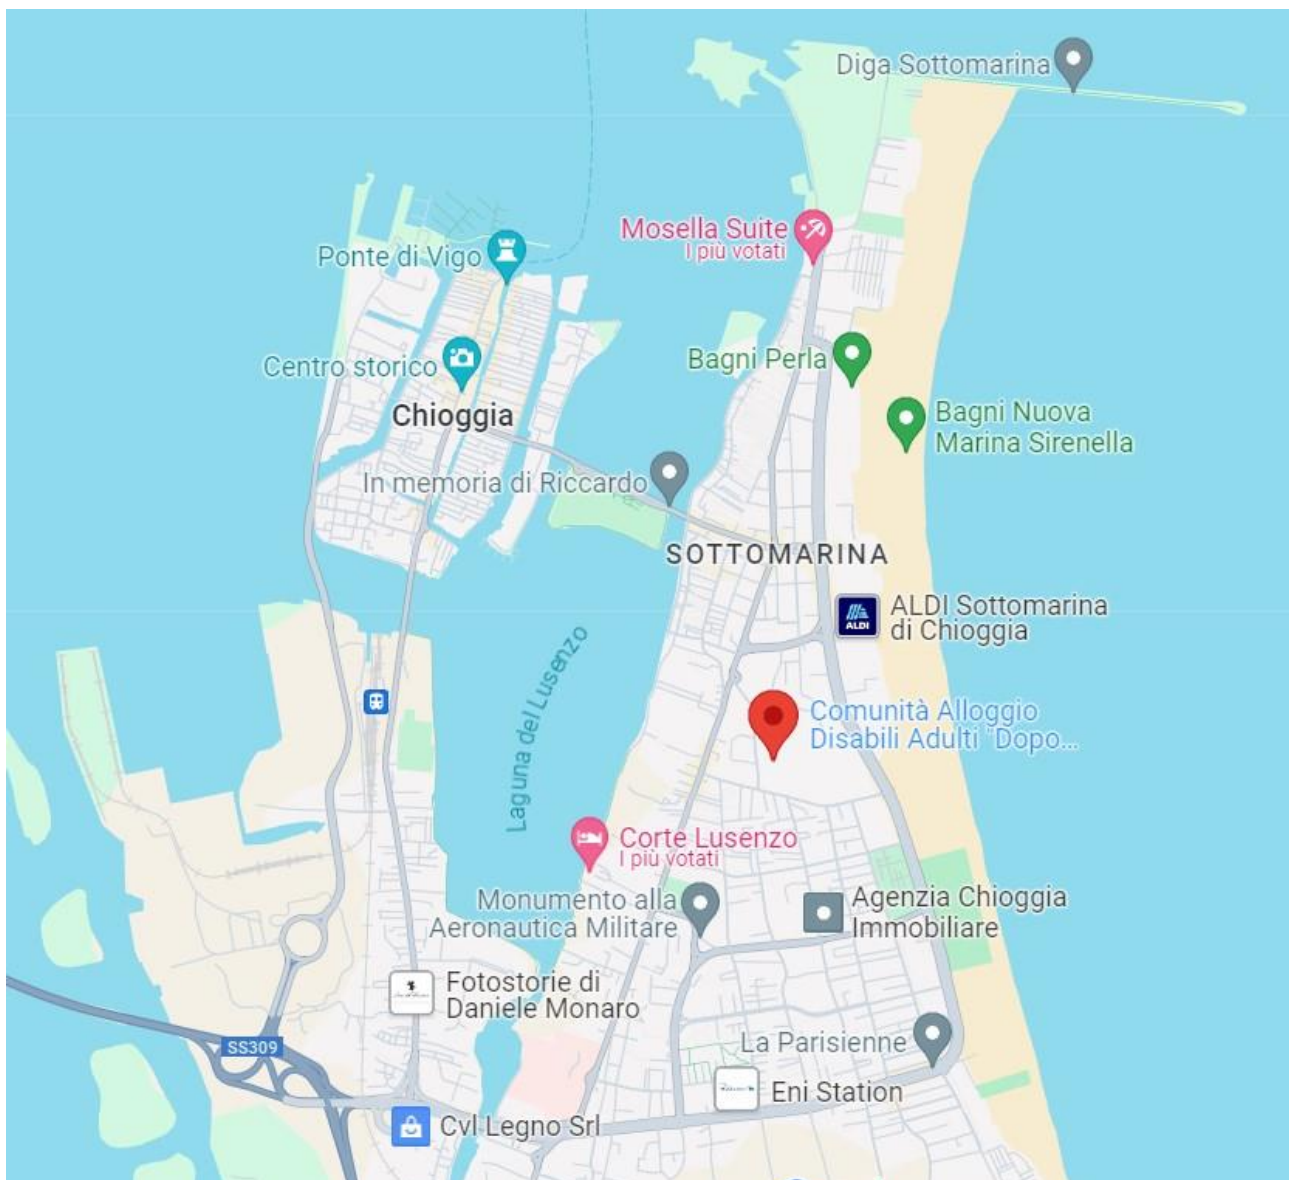 Diga Sottomarina
Mosella Suite
I più votati
Ponte di Vigo
Bagni Perla
Centro storico
Chioggia
Bagni Nuova
Marina Sirenella
In memoria di Riccardo
SOTTOMARINA
ALDI
ALDI Sottomarina
di Chioggia
Laguna del Lusenzo
Comunità Alloggio
Disabili Adulti "Dopo...
Corte Lusenzo
I più votati
Monumento alla
Aeronautica Militare
Agenzia Chioggia
Immobiliare
Fotostorie di
Daniele Monaro
SS309
La Parisienne
Eni Station
Cvl Legno Srl